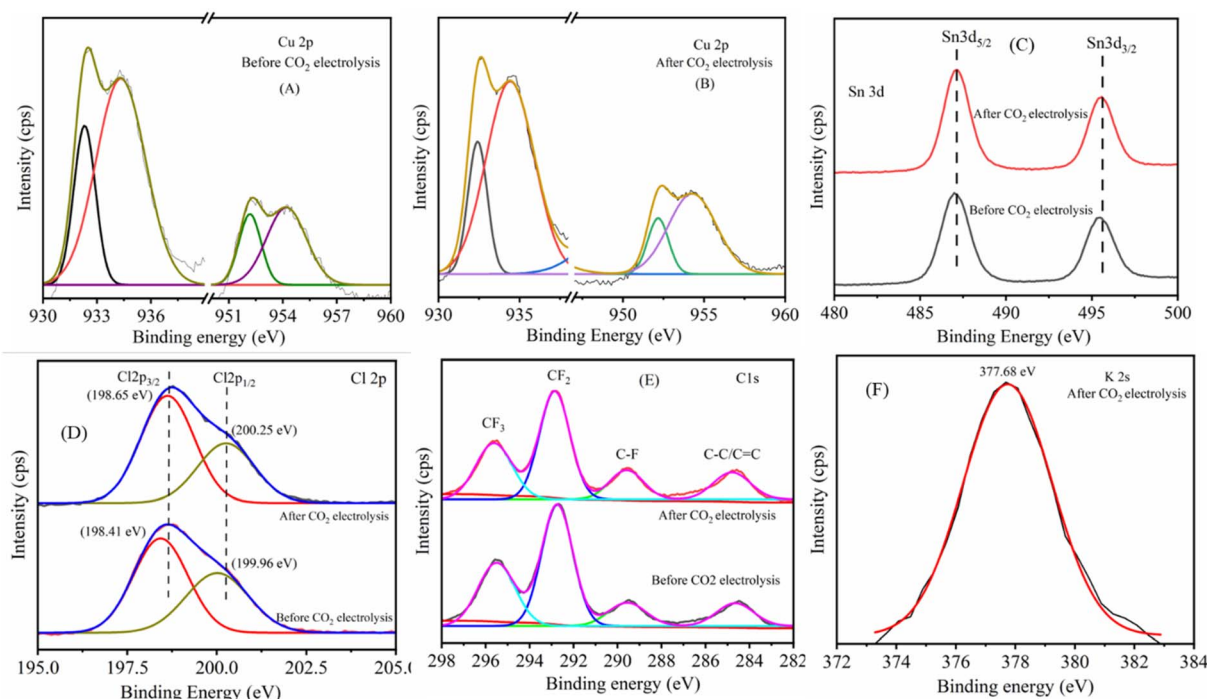 Cu 2p
Before CO2 electrolysis
(A)
Intensity (cps)
930 933 936 951 954 957 960
Binding energy (eV)
Cu 2p
After CO2 electrolysis
(B)
Intensity (cps)
930 935 950 955 960
Binding energy (eV)
Sn3d5/2 (C) Sn3d3/2
Sn 3d
After CO2 electrolysis
Before CO2 electrolysis
Intensity (cps)
480 485 490 495 500
Binding Energy (eV)
Cl2p3/2 Cl2p1/2 Cl 2p
(198.65 eV)
(D) (200.25 eV)
After CO2 electrolysis
(198.41 eV)
(199.96 eV)
Before CO2 electrolysis
Intensity (cps)
195.0 197.5 200.0 202.5 205.0
Binding Energy (eV)
CF2 (E) C1s
CF3
C-F C-C/C=C
After CO2 electrolysis
Before CO2 electrolysis
Intensity (cps)
298 296 294 292 290 288 286 284 282
Binding Energy (eV)
377.68 eV K 2s
(F) After CO2 electrolysis
Intensity (cps)
372 374 376 378 380 382 384
Binding energy (eV)